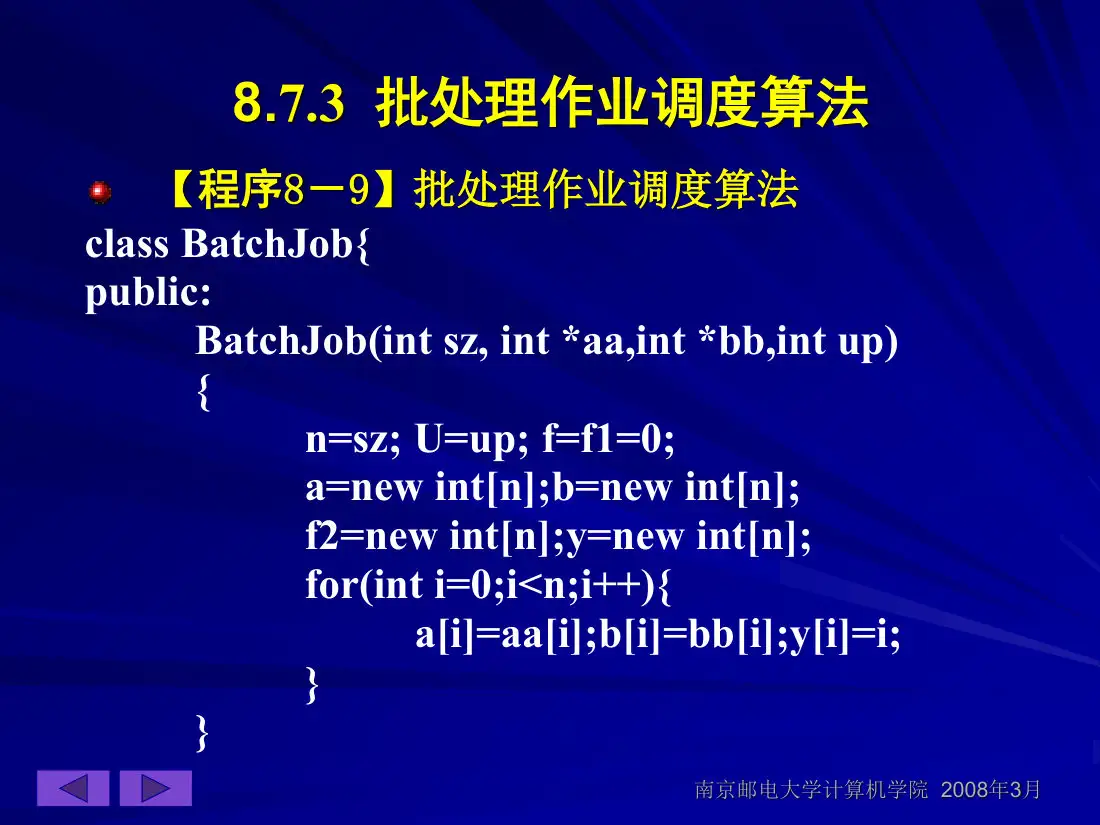 8.7.3 批处理作业调度算法
【程序8－9】批处理作业调度算法
class BatchJob{
public:
BatchJob(int sz, int *aa,int *bb,int up)
{
n=sz; U=up; f=f1=0;
a=new int[n];b=new int[n];
f2=new int[n];y=new int[n];
for(int i=0;i<n;i++){
a[i]=aa[i];b[i]=bb[i];y[i]=i;
}
}
南京邮电大学计算机学院 2008年3月